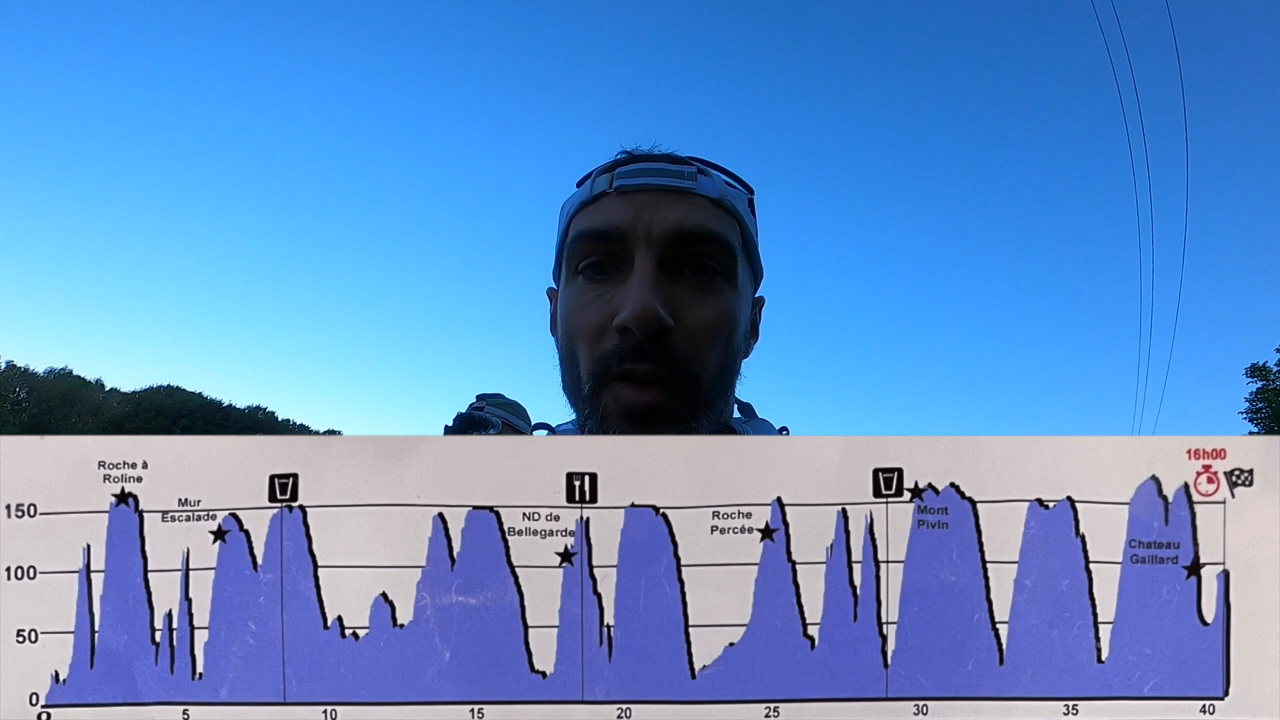 Roche à
Roline
Mur
Escalade
ND de
Bellegarde
Roche
Percée
Mont
Pivin
Chateau
Gaillard
16h00
150
100
50
0
0 5 10 15 20 25 30 35 40